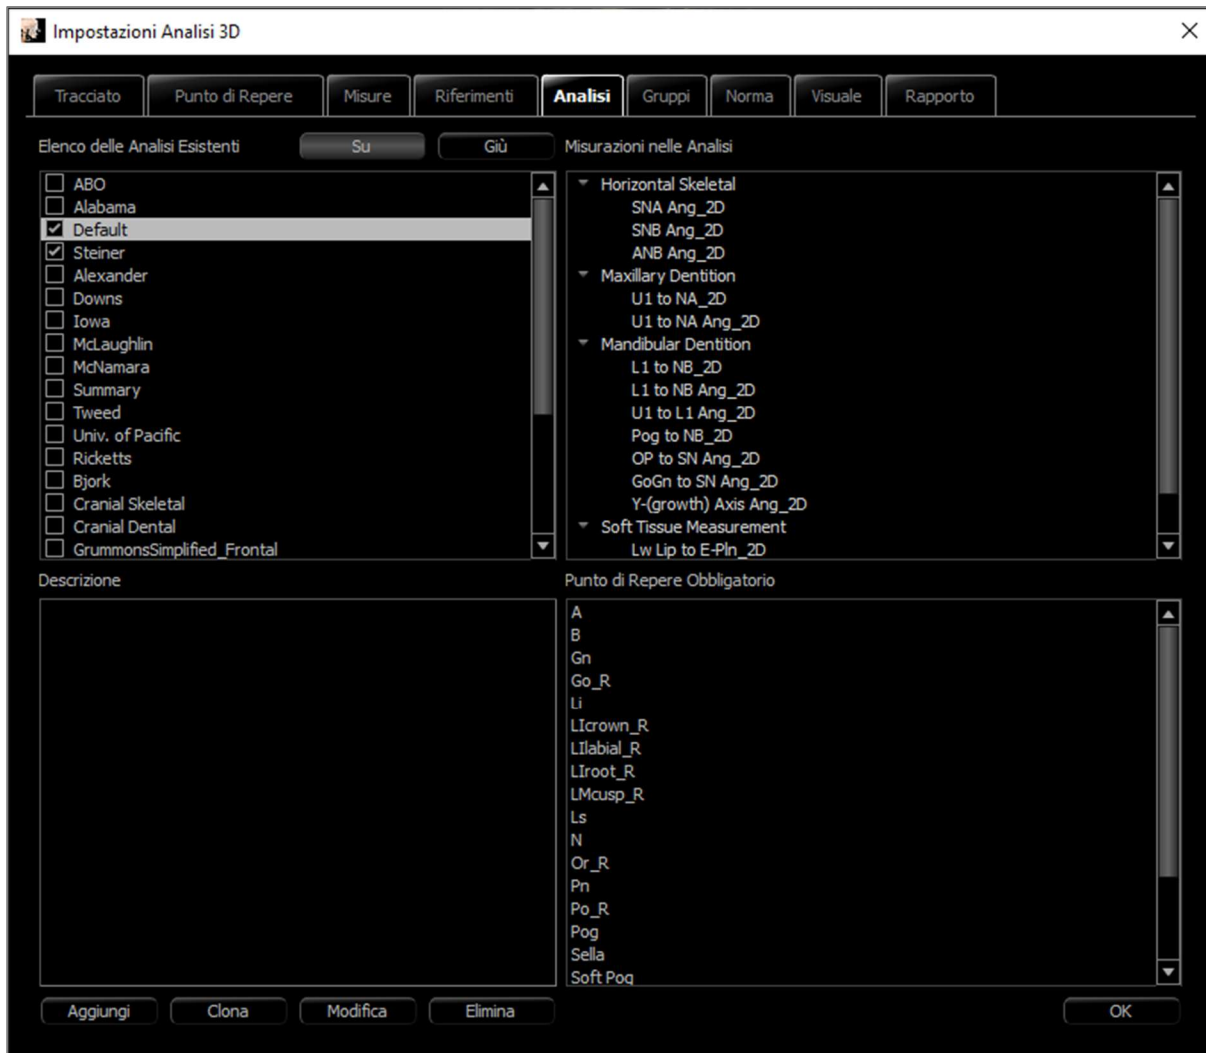 Impostazioni Analisi 3D
Tracciato Punto di Repere Misure Riferimenti Analisi Gruppi Norma Visuale Rapporto
Elenco delle Analisi Esistenti Su Giù
ABO
Alabama
Default
Steiner
Alexander
Downs
Iowa
McLaughlin
McNamara
Summary
Tweed
Univ. of Pacific
Ricketts
Bjork
Cranial Skeletal
Cranial Dental
GrummonsSimplified_Frontal
Misurazioni nelle Analisi
Horizontal Skeletal
SNA Ang_2D
SNB Ang_2D
ANB Ang_2D
Maxillary Dentition
U1 to NA_2D
U1 to NA Ang_2D
Mandibular Dentition
L1 to NB_2D
L1 to NB Ang_2D
U1 to L1 Ang_2D
Pog to NB_2D
OP to SN Ang_2D
GoGn to SN Ang_2D
Y-(growth) Axis Ang_2D
Soft Tissue Measurement
Lw Lip to E-Pln_2D
Descrizione
Punto di Repere Obbligatorio
A
B
Gn
Go_R
Li
LIcrown_R
LIlabial_R
LIroot_R
LMcusp_R
Ls
N
Or_R
Pn
Po_R
Pog
Sella
Soft Pog
Aggiungi Clona Modifica Elimina OK